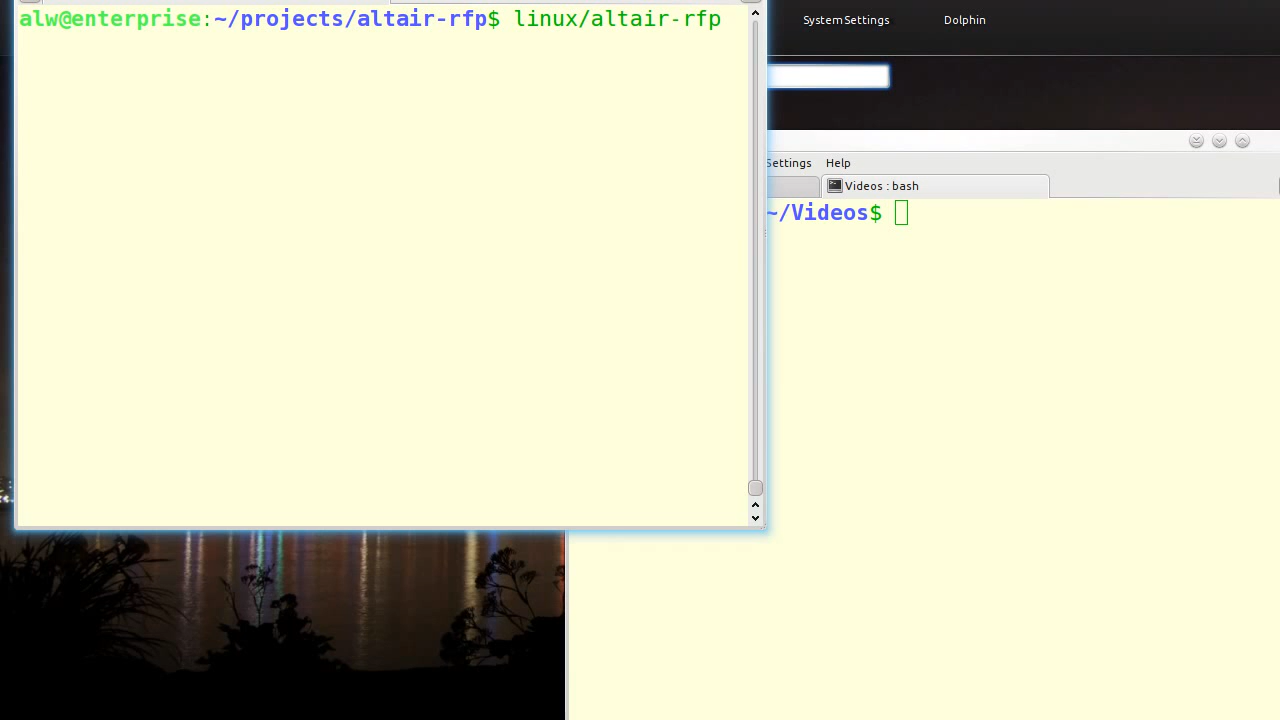 alw@enterprise:~/projects/altair-rfp$ linux/altair-rfp
SystemSettings
Dolphin
Settings Help
Videos : bash
~/Videos$